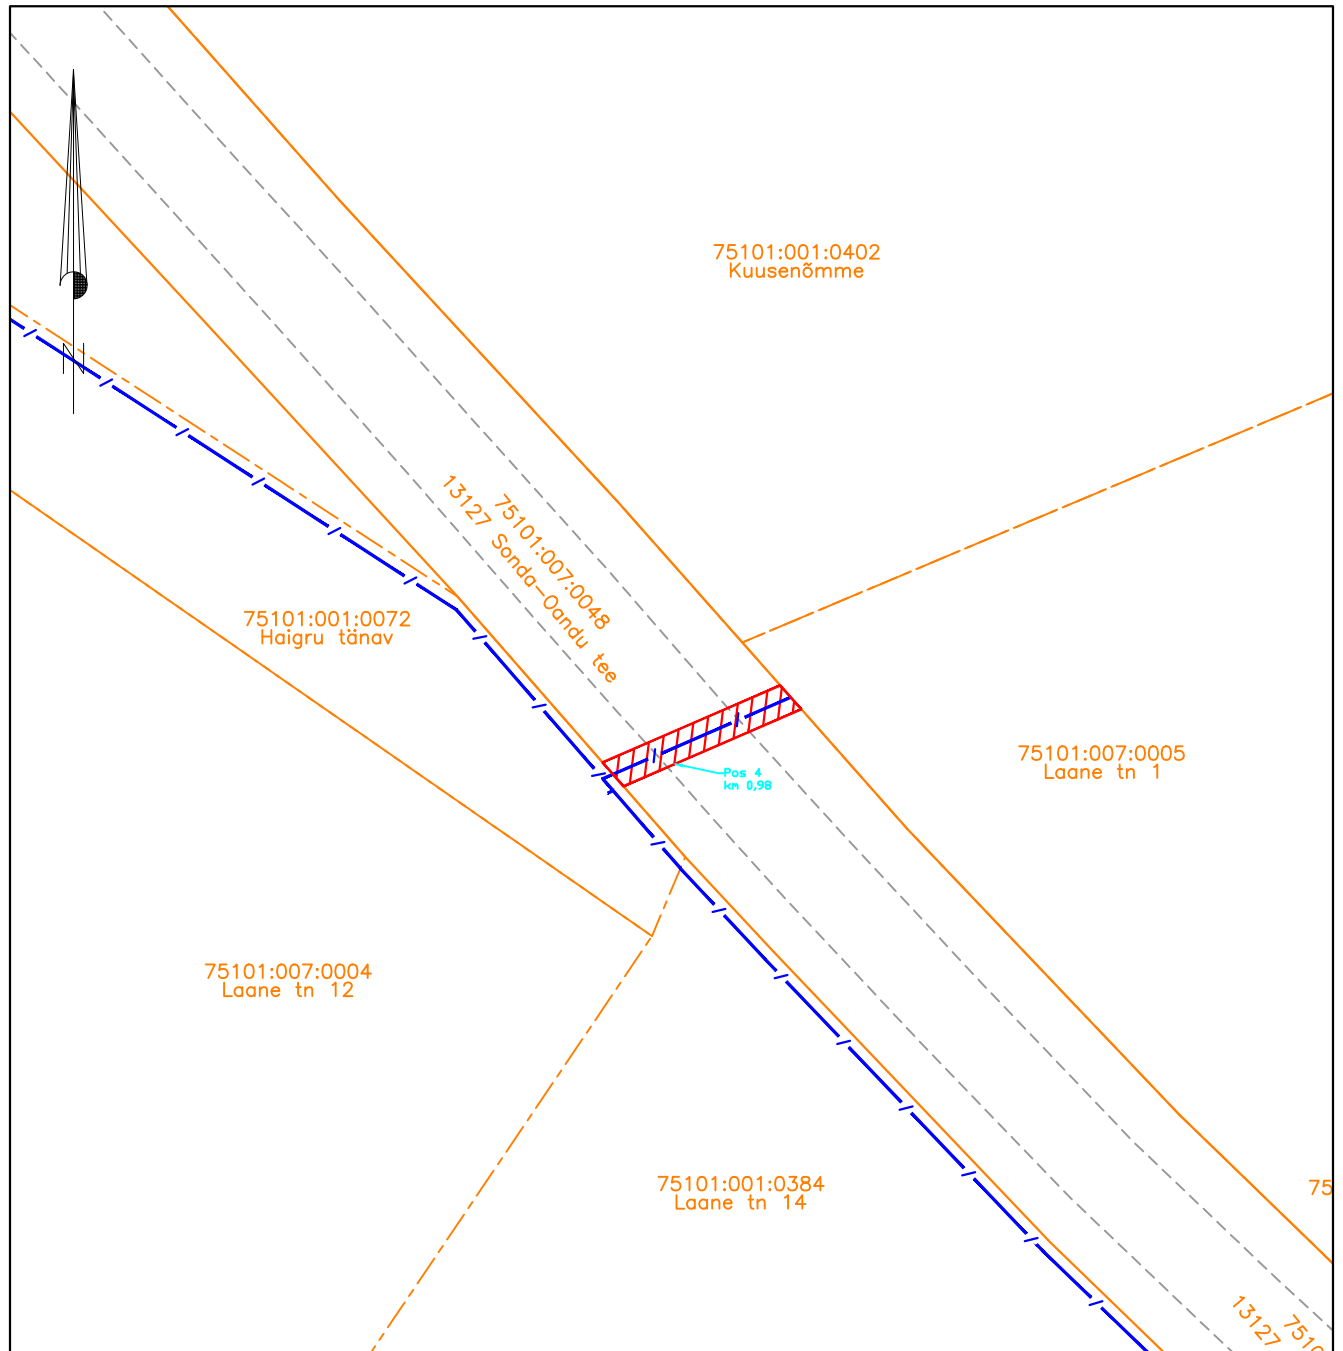 75101:001:0402
Kuusenõmme
N
75101:007:0048
13127 Sonda-Oandu tee
75101:001:0072
Haigru tänav
75101:007:0005
Laane tn 1
Pos 4
km 0,98
75101:007:0004
Laane tn 12
75101:001:0384
Laane tn 14
75
7510
13127